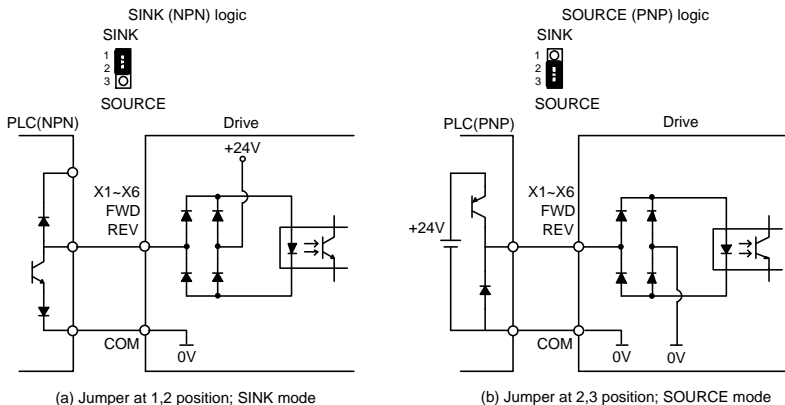 SINK (NPN) logic
SINK
1
2
3
SOURCE
PLC(NPN)
Drive
+24V
X1~X6
FWD
REV
COM
0V
(a) Jumper at 1,2 position; SINK mode
SOURCE (PNP) logic
SINK
1
2
3
SOURCE
PLC(PNP)
Drive
X1~X6
FWD
+24V
REV
COM
0V
0V
(b) Jumper at 2,3 position; SOURCE mode